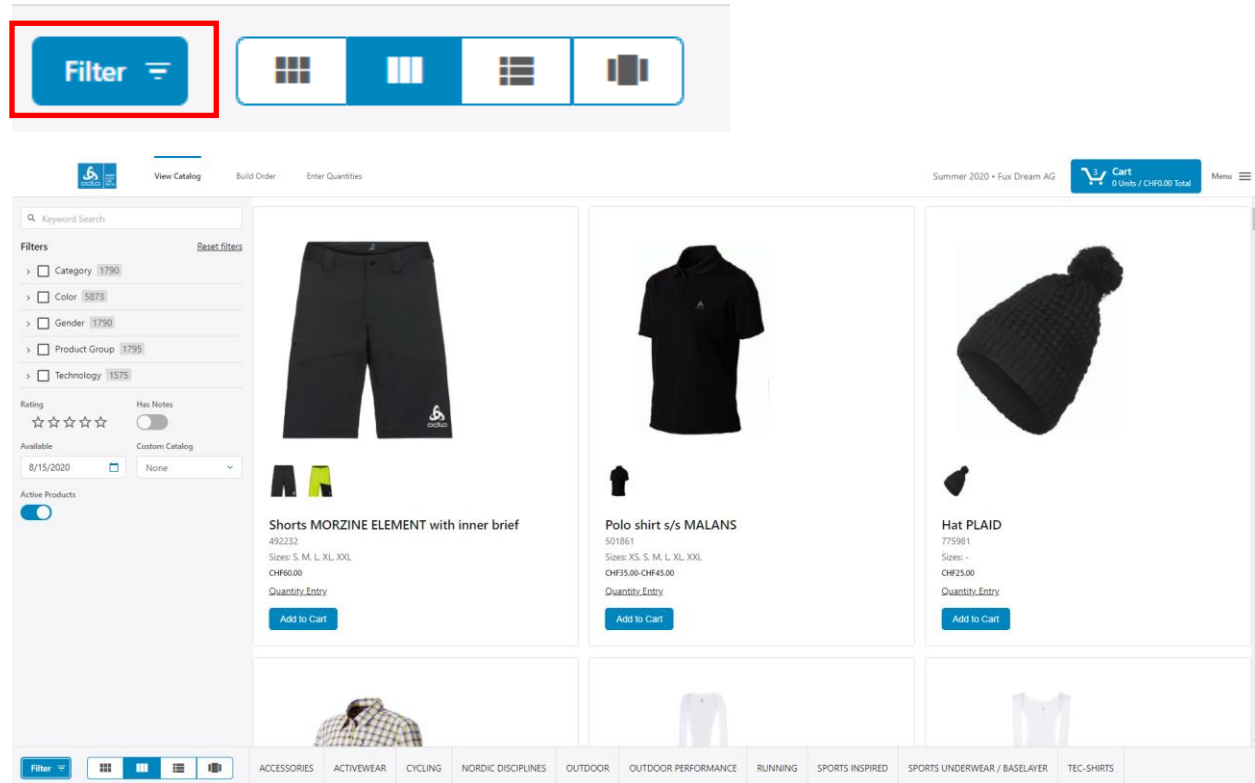 Filter
odlo
View Catalog
Build Order
Enter Quantities
Summer 2020 • Fux Dream AG
3
Cart
0 Units / CHF0.00 Total
Menu
Keyword Search
Filters
Reset filters
Category 1790
Color 5873
Gender 1790
Product Group 1795
Technology 1575
Rating
Has Notes
Available
Custom Catalog
8/15/2020
None
Active Products
odlo
Shorts MORZINE ELEMENT with inner brief
492232
Sizes: S, M, L, XL, XXL
CHF60.00
Quantity Entry
Add to Cart
Polo shirt s/s MALANS
501861
Sizes: XS, S, M, L, XL, XXL
CHF35.00-CHF45.00
Quantity Entry
Add to Cart
Hat PLAID
775981
Sizes: -
CHF25.00
Quantity Entry
Add to Cart
Filter
ACCESSORIES
ACTIVEWEAR
CYCLING
NORDIC DISCIPLINES
OUTDOOR
OUTDOOR PERFORMANCE
RUNNING
SPORTS INSPIRED
SPORTS UNDERWEAR / BASELAYER
TEC-SHIRTS